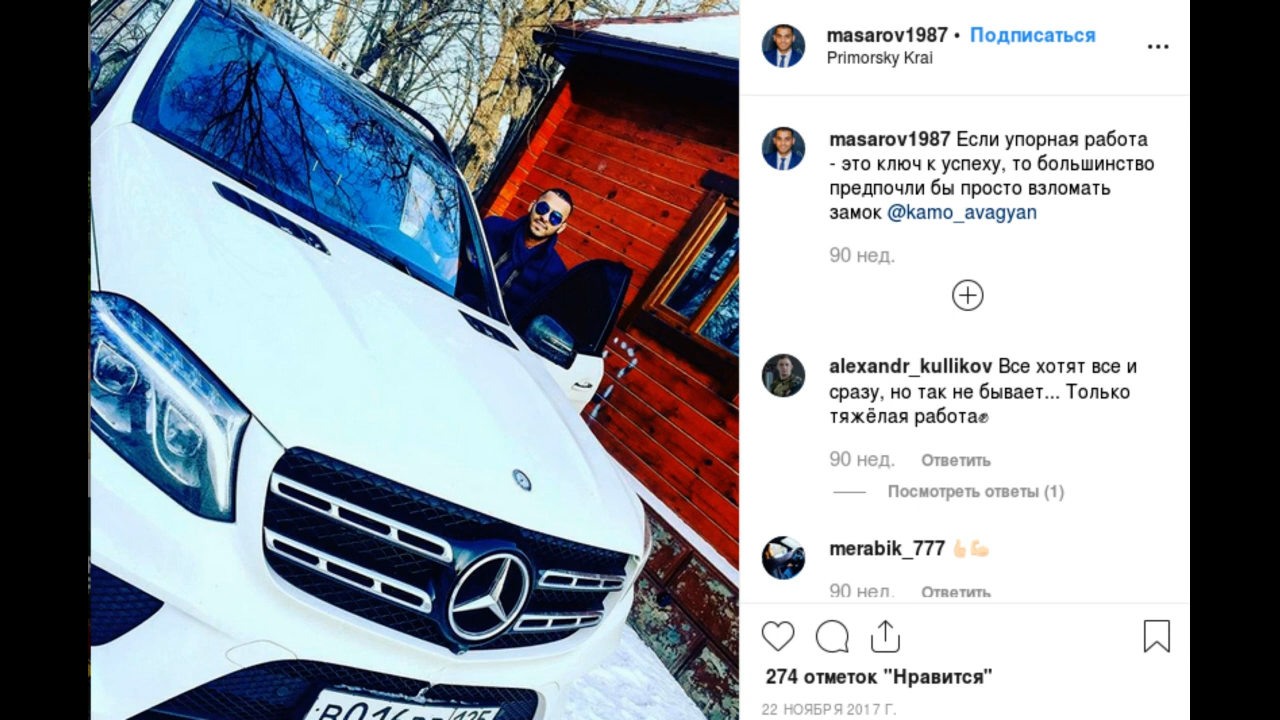 masarov1987 • Подписаться
Primorsky Krai
masarov1987 Если упорная работа
- это ключ к успеху, то большинство
предпочли бы просто взломать
замок @kamo_avagyan
90 нед.
alexandr_kullikov Все хотят все и
сразу, но так не бывает... Только
тяжёлая работа✊
90 нед. Ответить
Посмотреть ответы (1)
merabik_777 👍🏻💪🏻
90 нед. Ответить
274 отметок "Нравится"
22 НОЯБРЯ 2017 Г.
125